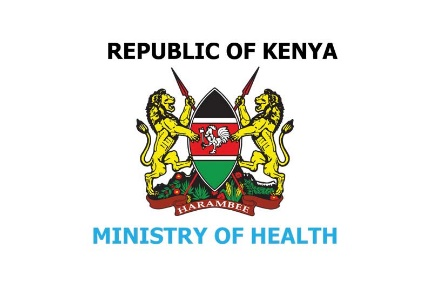 REPUBLIC OF KENYA
HARAMBEE
MINISTRY OF HEALTH